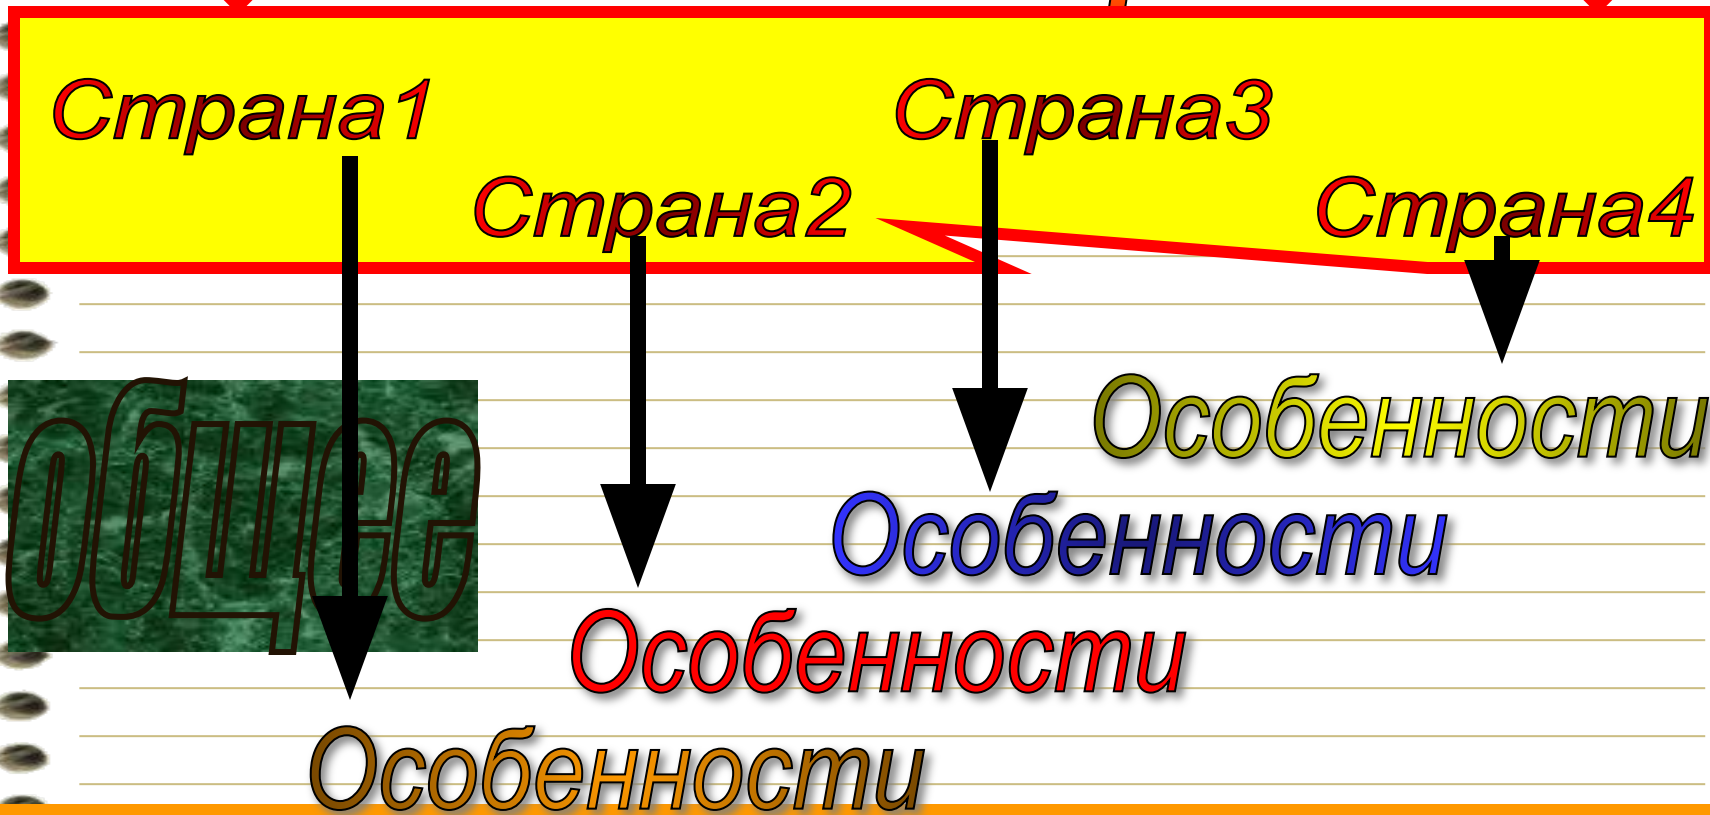 Страна1
Страна3
Страна2
Страна4
общее
Особенности
Особенности
Особенности
Особенности